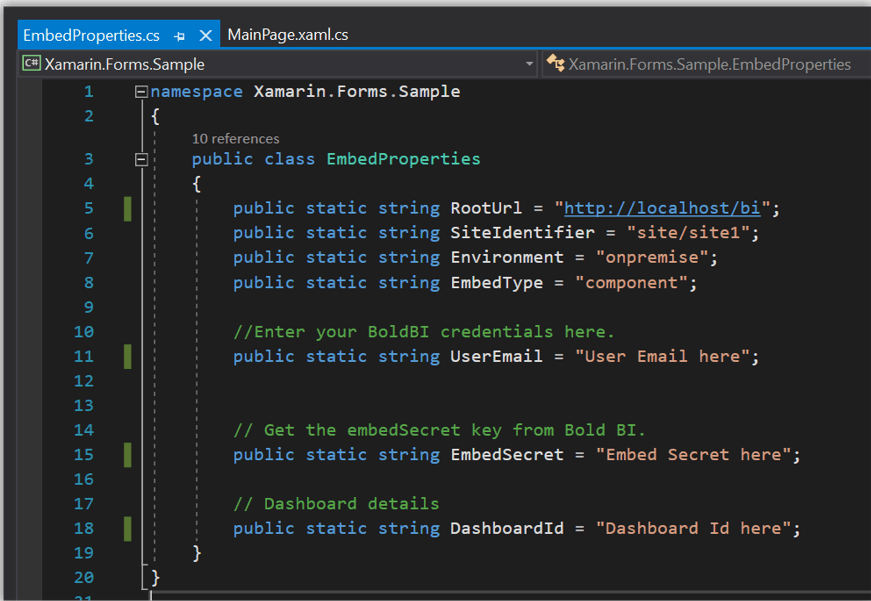 EmbedProperties.cs MainPage.xaml.cs
C# Xamarin.Forms.Sample Xamarin.Forms.Sample.EmbedProperties
1 namespace Xamarin.Forms.Sample
2 {
10 references
3 public class EmbedProperties
4 {
5 public static string RootUrl = "http://localhost/bi";
6 public static string SiteIdentifier = "site/site1";
7 public static string Environment = "onpremise";
8 public static string EmbedType = "component";
9
10 //Enter your BoldBI credentials here.
11 public static string UserEmail = "User Email here";
12
13
14 // Get the embedSecret key from Bold BI.
15 public static string EmbedSecret = "Embed Secret here";
16
17 // Dashboard details
18 public static string DashboardId = "Dashboard Id here";
19 }
20 }
21